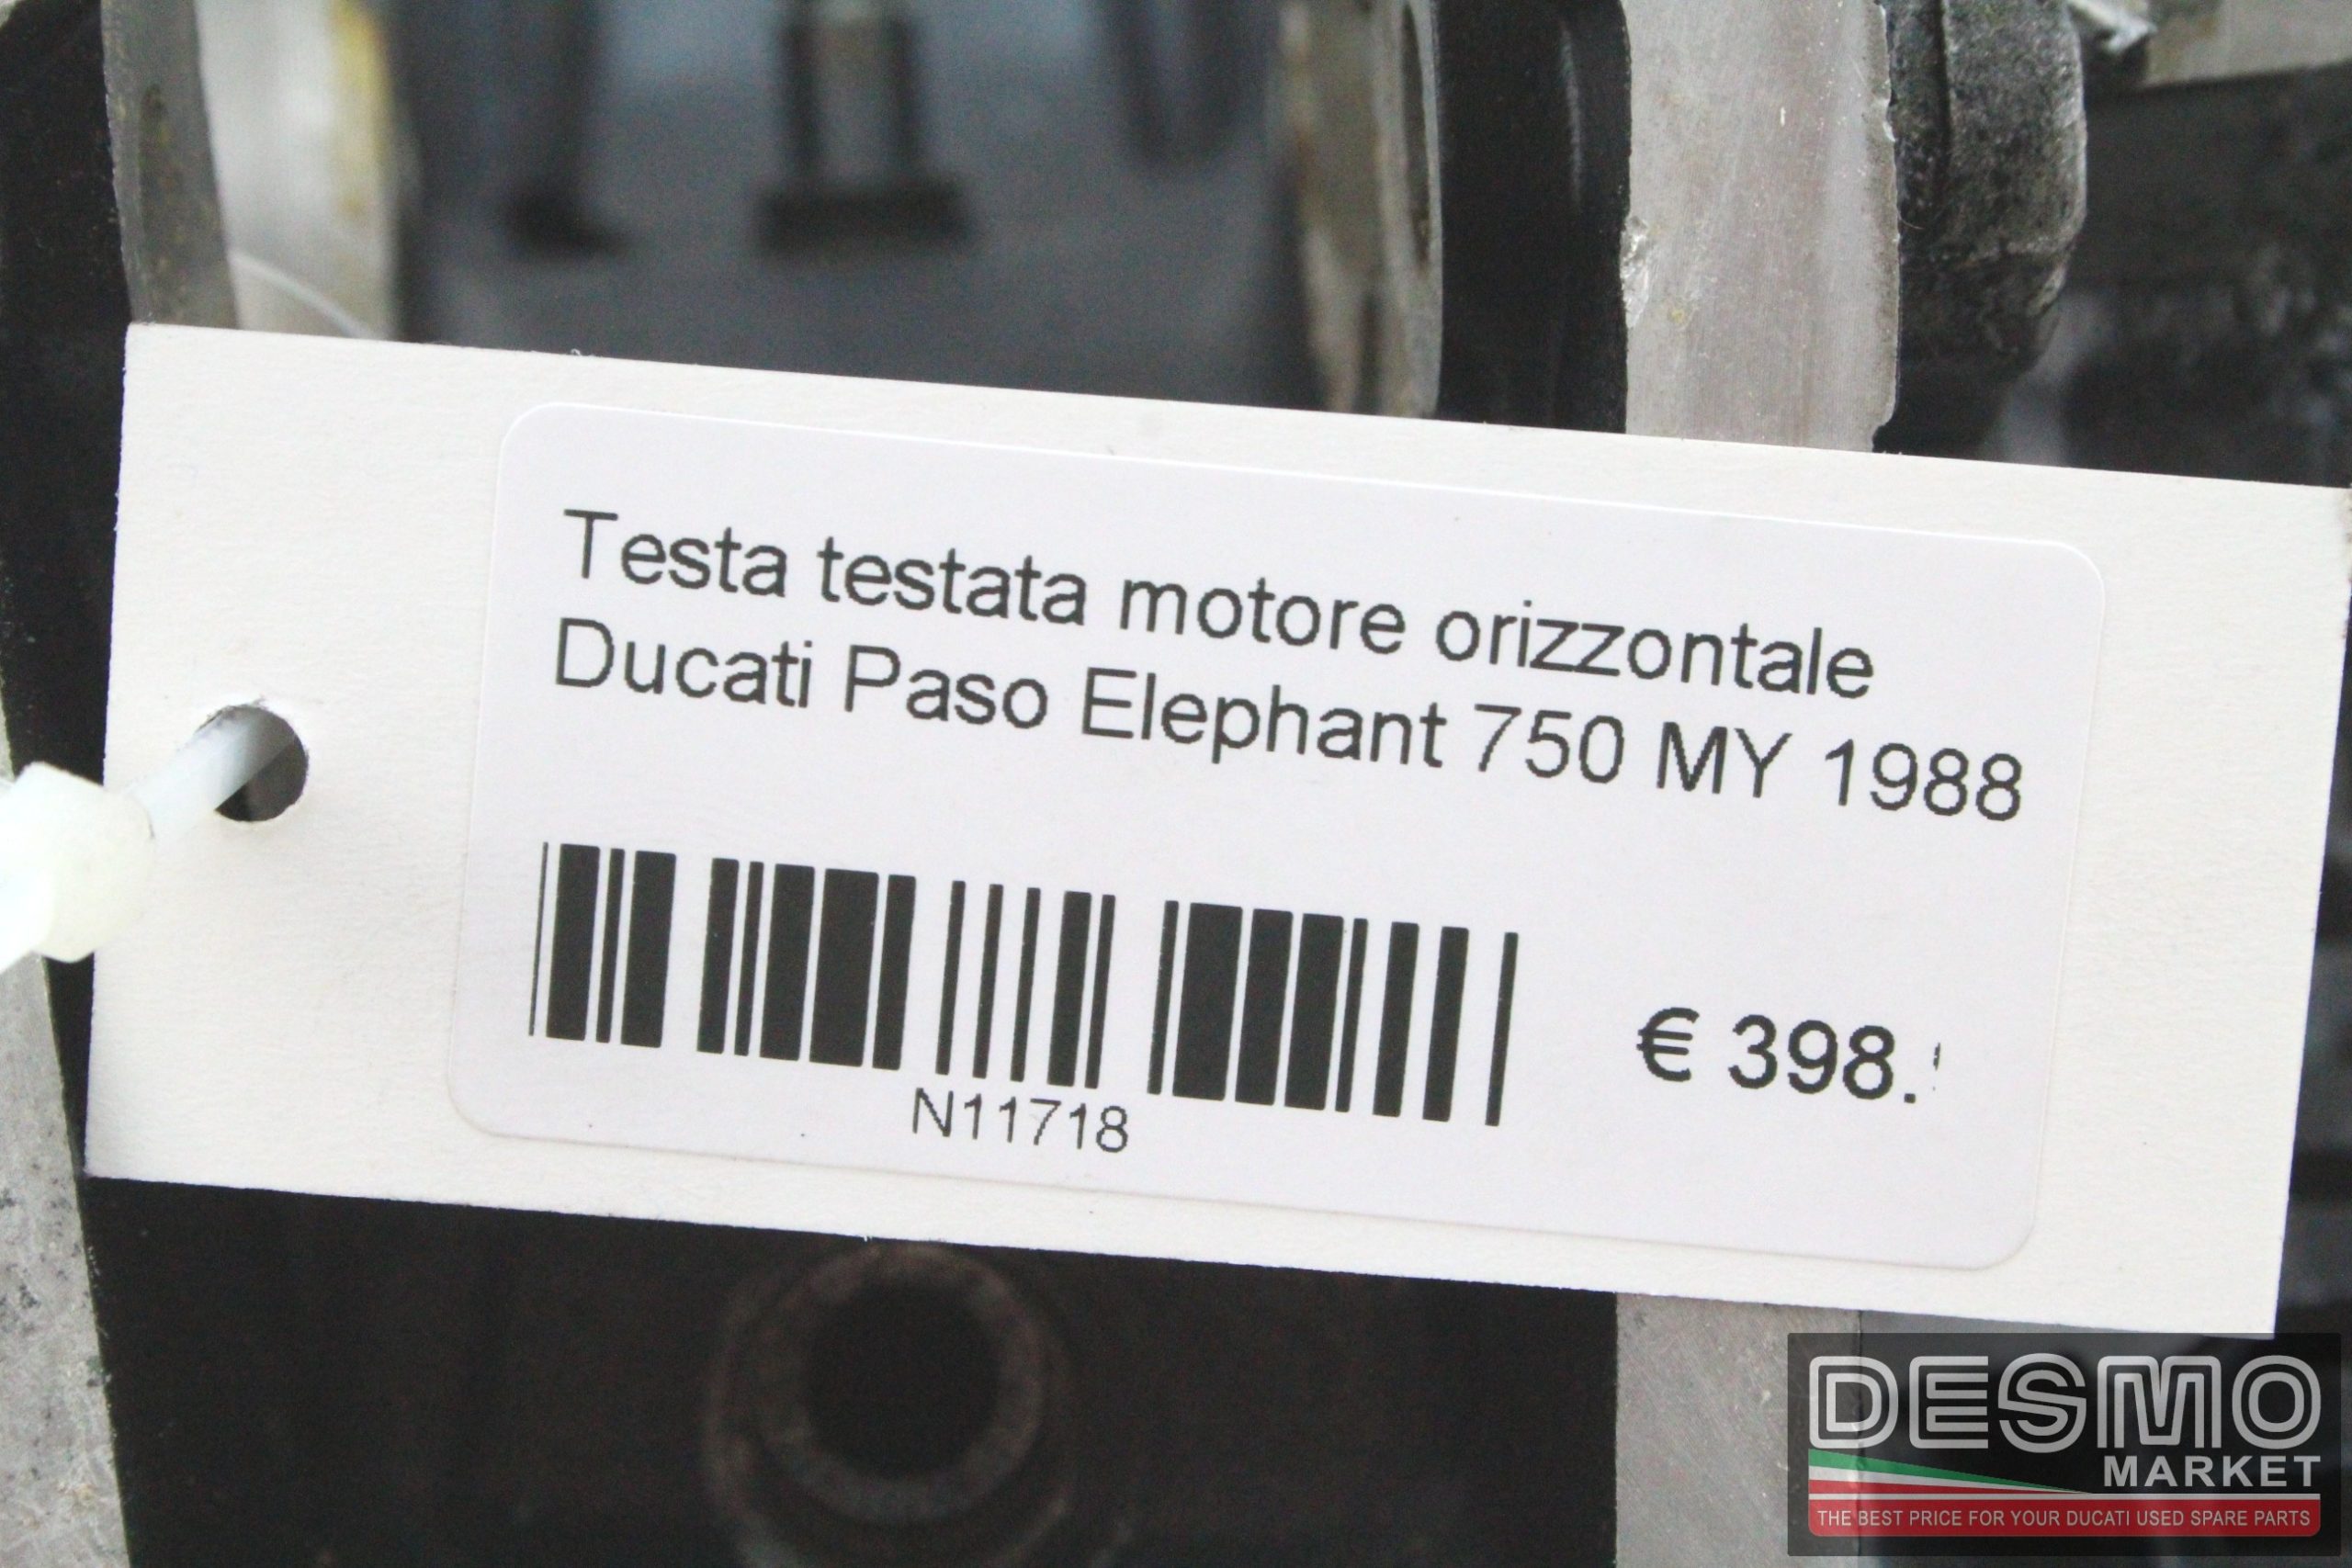 Testa testata motore orizzontale
Ducati Paso Elephant 750 MY 1988
N11718
€ 398.
DESMO
MARKET
THE BEST PRICE FOR YOUR DUCATI USED SPARE PARTS